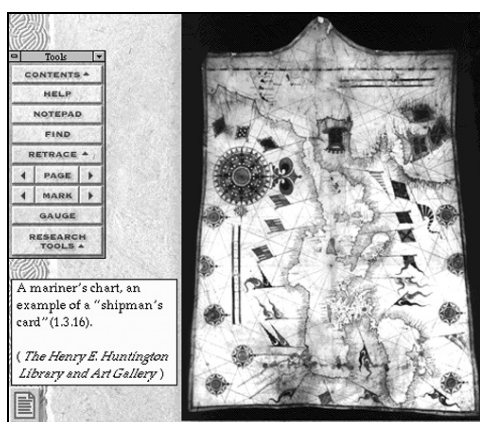 Tools
CONTENTS
HELP
NOTEPAD
FIND
RETRACE
PAGE
MARK
GAUGE
RESEARCH
TOOLS
A mariner's chart, an
example of a "shipman's
card"(1.3.16).
( The Henry E. Huntington
Library and Art Gallery )